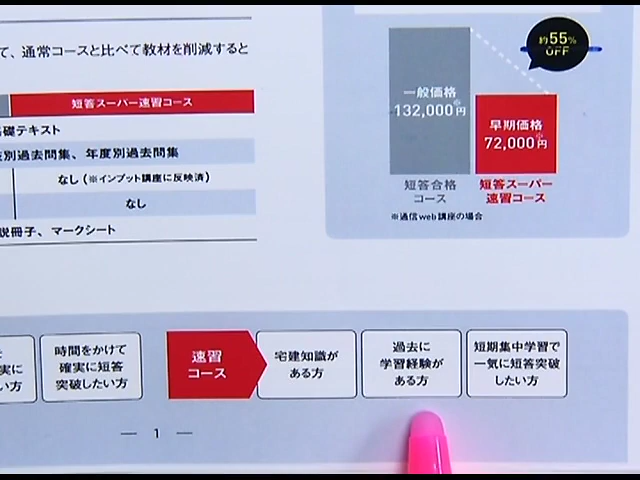 て、通常コースと比べて教材を削減すると
短答スーパー速習コース
礎テキスト
別過去問集、年度別過去問集
なし(※インプット講座に反映済)
なし
説冊子、マークシート
約55%
OFF
一般価格
132,000円
早期価格
72,000円
短答合格
コース
短答スーパー
速習コース
※通信web講座の場合
い方
時間をかけて
確実に短答
突破したい方
速習
コース
宅建知識が
ある方
過去に
学習経験が
ある方
短期集中学習で
一気に短答突破
したい方
1